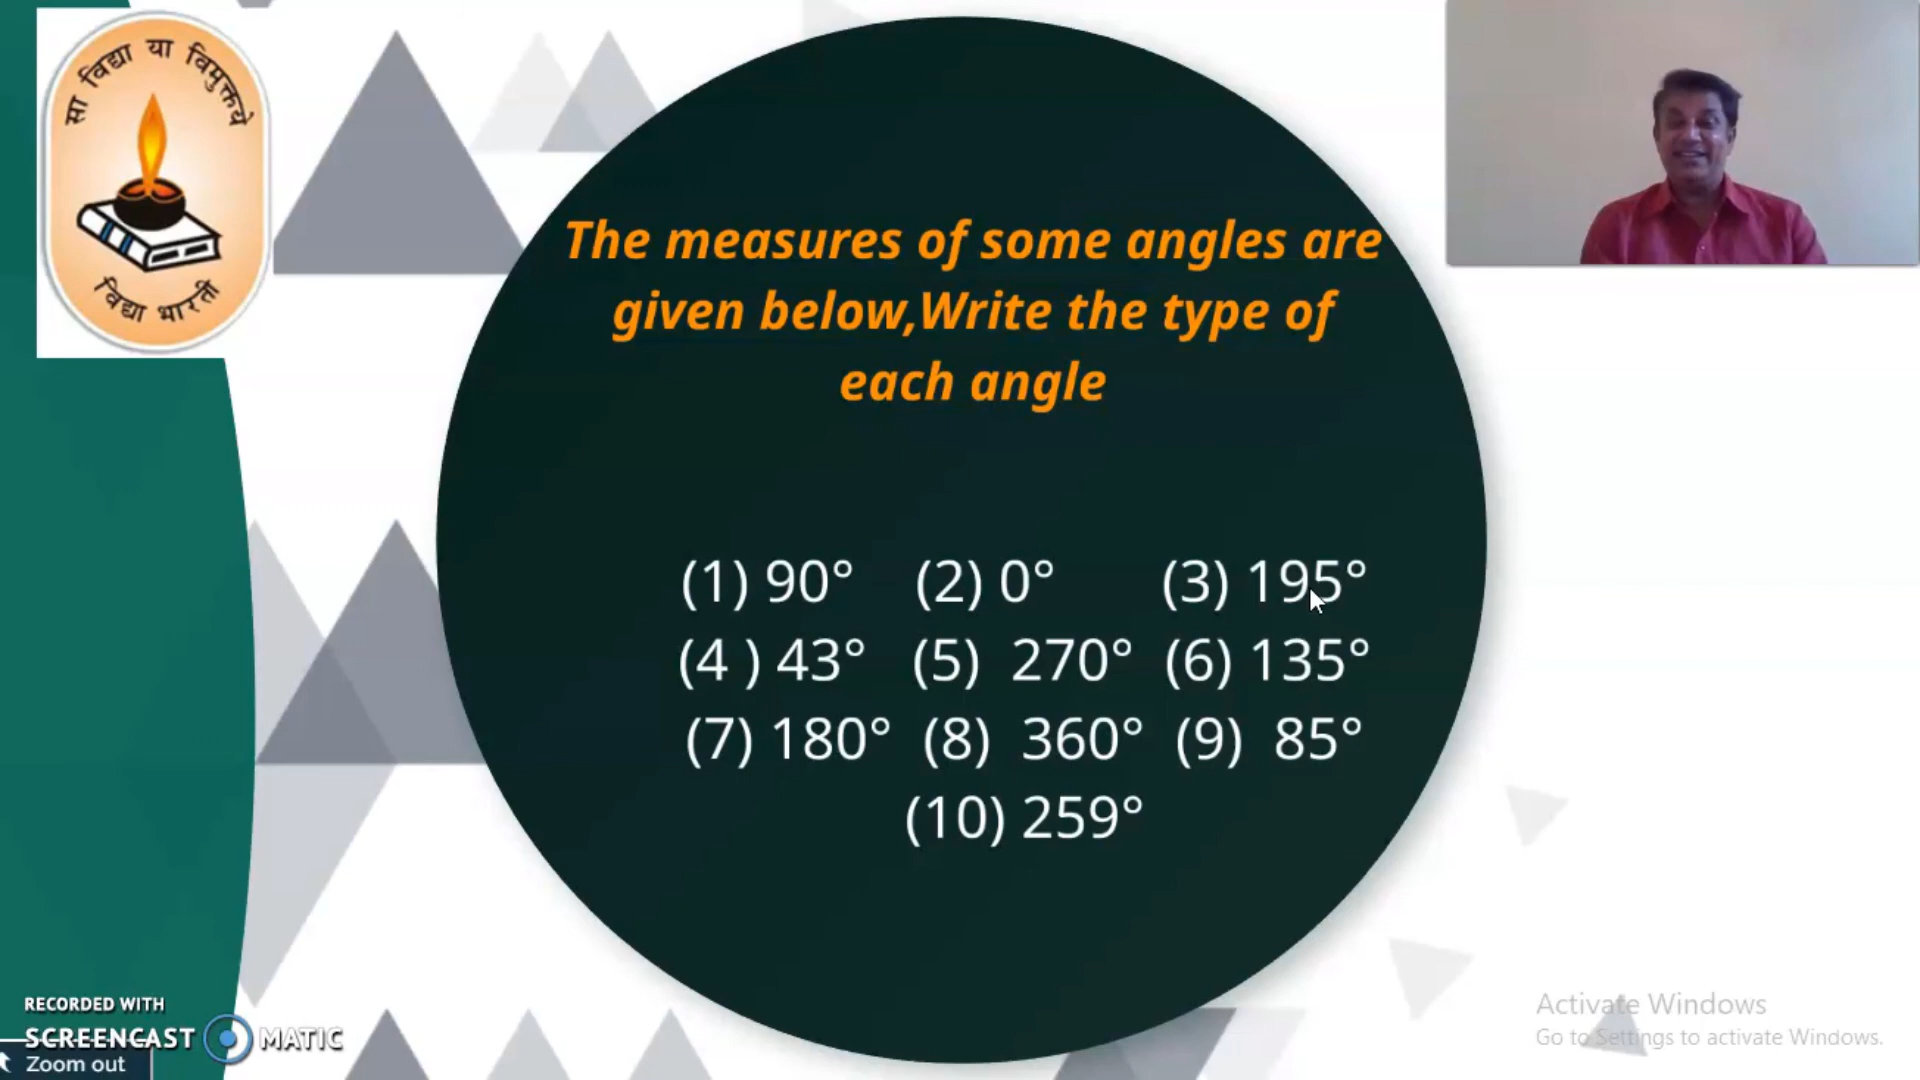 सा विद्या या विमुक्तये
विद्या भारती
The measures of some angles are
given below,Write the type of
each angle
(1) 90° (2) 0° (3) 195°
(4 ) 43° (5) 270° (6) 135°
(7) 180° (8) 360° (9) 85°
(10) 259°
RECORDED WITH
SCREENCAST MATIC
Zoom out
Activate Windows
Go to Settings to activate Windows.